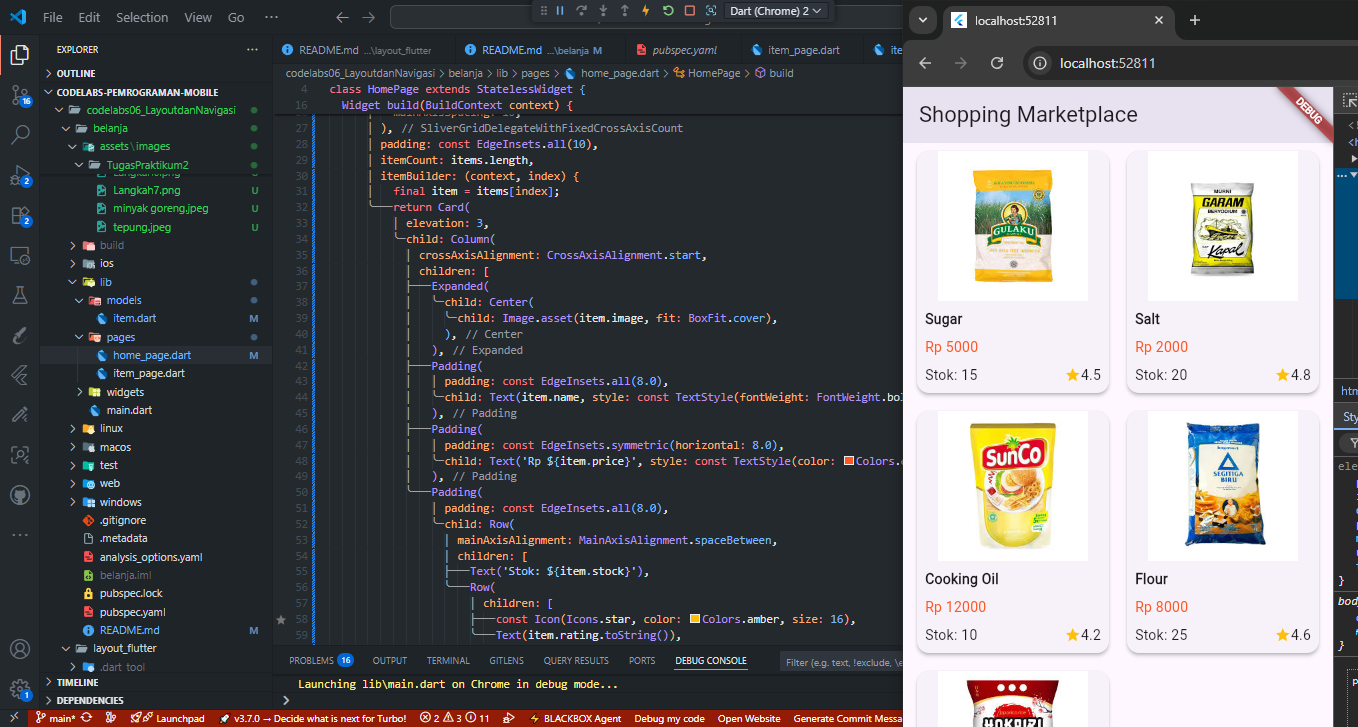 File Edit Selection View Go ···
Dart (Chrome) 2
EXPLORER
OUTLINE
CODELABS-PEMROGRAMAN-MOBILE
codelabs06_LayoutdanNavigasi
belanja
assets\images
TugasPraktikum2
Langkah7.png U
minyak goreng.jpeg U
tepung.jpeg U
build
ios
lib
models
item.dart M
pages
home_page.dart M
item_page.dart
widgets
main.dart
linux
macos
test
web
windows
.gitignore
.metadata
analysis_options.yaml
belanja.iml
pubspec.lock
pubspec.yaml
README.md M
layout_flutter
.dart_tool
TIMELINE
DEPENDENCIES
README.md ...\layout_flutter README.md ...\belanja M pubspec.yaml item_page.dart ite
codelabs06_LayoutdanNavigasi > belanja > lib > pages > home_page.dart > HomePage > build
4 class HomePage extends StatelessWidget {
16 Widget build(BuildContext context) {
27 ), // SliverGridDelegateWithFixedCrossAxisCount
28 padding: const EdgeInsets.all(10),
29 itemCount: items.length,
30 itemBuilder: (context, index) {
31 final item = items[index];
32 return Card(
33 elevation: 3,
34 child: Column(
35 crossAxisAlignment: CrossAxisAlignment.start,
36 children: [
37 Expanded(
38 child: Center(
39 child: Image.asset(item.image, fit: BoxFit.cover),
40 ), // Center
41 ), // Expanded
42 Padding(
43 padding: const EdgeInsets.all(8.0),
44 child: Text(item.name, style: const TextStyle(fontWeight: FontWeight.bol
45 ), // Padding
46 Padding(
47 padding: const EdgeInsets.symmetric(horizontal: 8.0),
48 child: Text('Rp ${item.price}', style: const TextStyle(color: Colors.
49 ), // Padding
50 Padding(
51 padding: const EdgeInsets.all(8.0),
52 child: Row(
53 mainAxisAlignment: MainAxisAlignment.spaceBetween,
54 children: [
55 Text('Stok: ${item.stock}'),
56 Row(
57 children: [
58 const Icon(Icons.star, color: Colors.amber, size: 16),
59 Text(item.rating.toString()),
PROBLEMS 16 OUTPUT TERMINAL GITLENS QUERY RESULTS PORTS DEBUG CONSOLE Filter (e.g. text, !exclude, \e
Launching lib\main.dart on Chrome in debug mode...
main* Launchpad v3.7.0 → Decide what is next for Turbo! 2 3 11 BLACKBOX Agent Debug my code Open Website Generate Commit Messa
localhost:52811
localhost:52811
Shopping Marketplace
DEBUG
GULAKU
MURNI
GARAM
BERYODIUM
Kapal
Sugar
Rp 5000
Stok: 15 4.5
Salt
Rp 2000
Stok: 20 4.8
SunCo
SEGITIGA
BIRU
Cooking Oil
Rp 12000
Stok: 10 4.2
Flour
Rp 8000
Stok: 25 4.6
htm
Sty
ele
}
bod
}